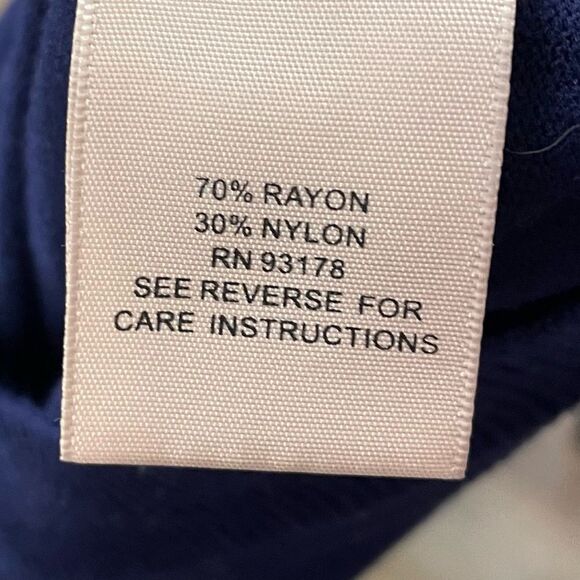 70% RAYON
30% NYLON
RN 93178
SEE REVERSE FOR
CARE INSTRUCTIONS